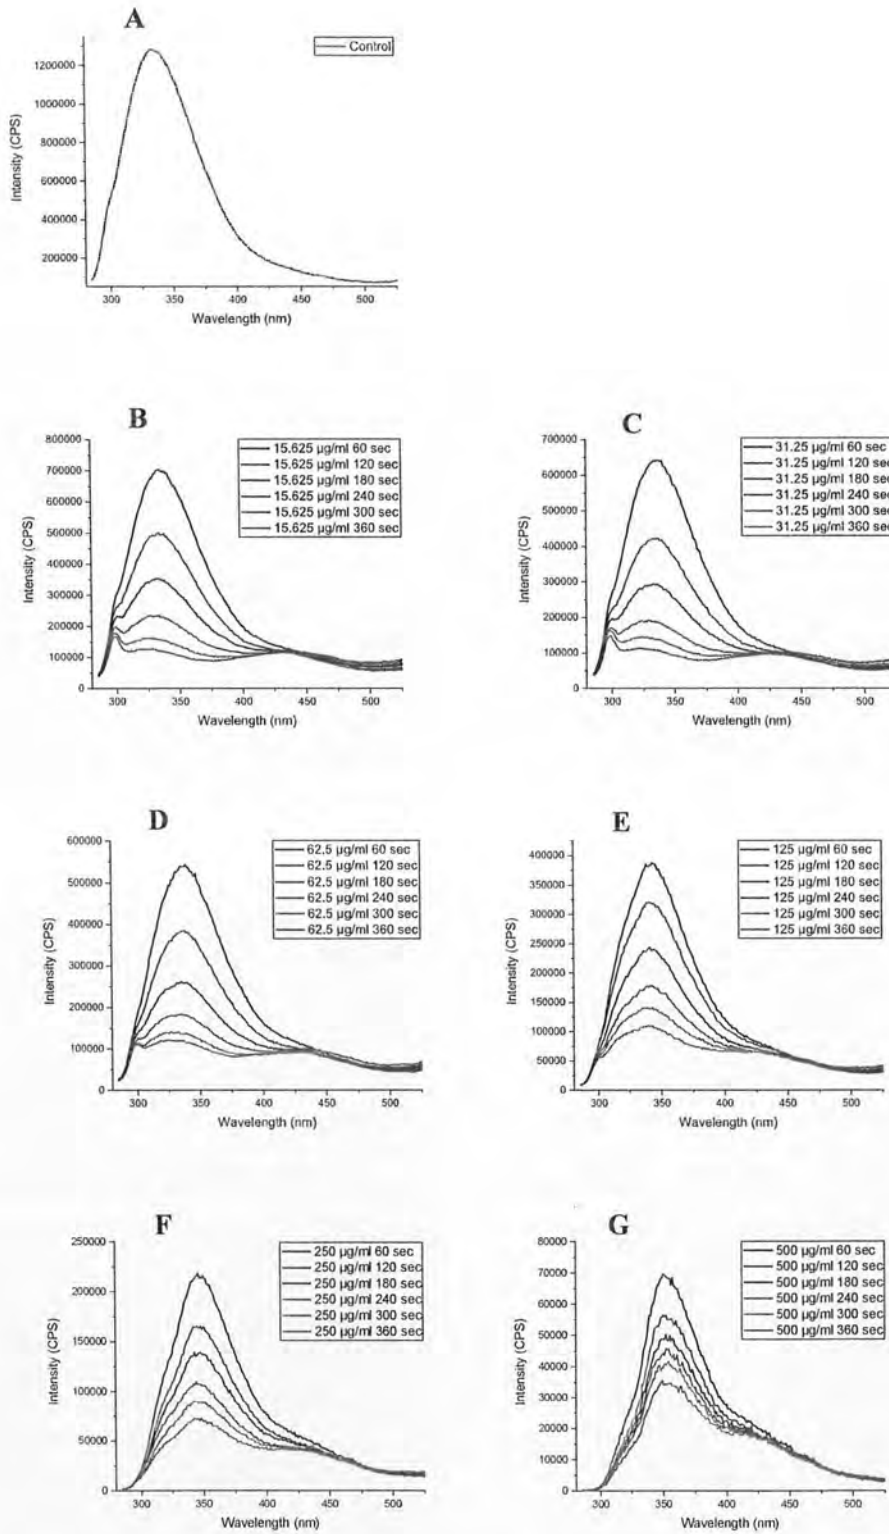 A
Control
Intensity (CPS)
1200000
1000000
800000
600000
400000
200000
300 350 400 450 500
Wavelength (nm)
B
15.625 µg/ml 60 sec
15.625 µg/ml 120 sec
15.625 µg/ml 180 sec
15.625 µg/ml 240 sec
15.625 µg/ml 300 sec
15.625 µg/ml 360 sec
Intensity (CPS)
800000
700000
600000
500000
400000
300000
200000
100000
0
300 350 400 450 500
Wavelength (nm)
C
31.25 µg/ml 60 sec
31.25 µg/ml 120 sec
31.25 µg/ml 180 sec
31.25 µg/ml 240 sec
31.25 µg/ml 300 sec
31.25 µg/ml 360 sec
Intensity (CPS)
700000
600000
500000
400000
300000
200000
100000
0
300 350 400 450 500
Wavelength (nm)
D
62.5 µg/ml 60 sec
62.5 µg/ml 120 sec
62.5 µg/ml 180 sec
62.5 µg/ml 240 sec
62.5 µg/ml 300 sec
62.5 µg/ml 360 sec
Intensity (CPS)
600000
500000
400000
300000
200000
100000
0
300 350 400 450 500
Wavelength (nm)
E
125 µg/ml 60 sec
125 µg/ml 120 sec
125 µg/ml 180 sec
125 µg/ml 240 sec
125 µg/ml 300 sec
125 µg/ml 360 sec
Intensity (CPS)
400000
350000
300000
250000
200000
150000
100000
50000
0
300 350 400 450 500
Wavelength (nm)
F
250 µg/ml 60 sec
250 µg/ml 120 sec
250 µg/ml 180 sec
250 µg/ml 240 sec
250 µg/ml 300 sec
250 µg/ml 360 sec
Intensity (CPS)
250000
200000
150000
100000
50000
0
300 350 400 450 500
Wavelength (nm)
G
500 µg/ml 60 sec
500 µg/ml 120 sec
500 µg/ml 180 sec
500 µg/ml 240 sec
500 µg/ml 300 sec
500 µg/ml 360 sec
Intensity (CPS)
80000
70000
60000
50000
40000
30000
20000
10000
0
300 350 400 450 500
Wavelength (nm)